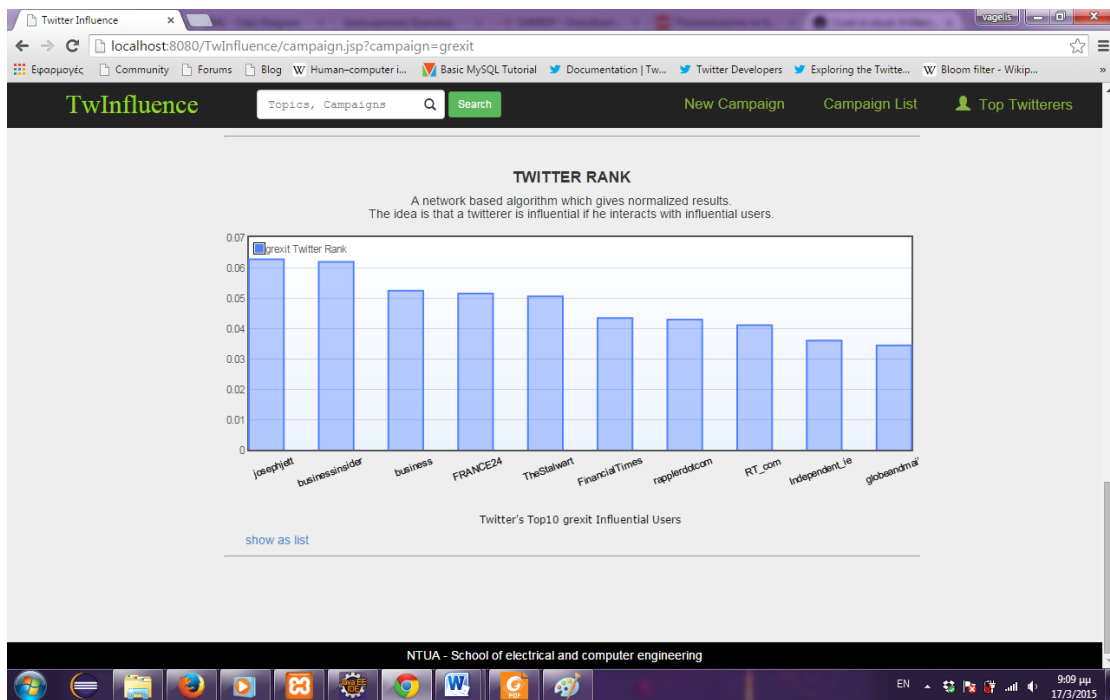 Twitter Influence
vagelis
localhost:8080/TwInfluence/campaign.jsp?campaign=grexit
Εφαρμογές Community Forums Blog W Human–computer i... Basic MySQL Tutorial Documentation | Tw... Twitter Developers Exploring the Twitte... W Bloom filter - Wikip... »
TwInfluence Topics, Campaigns Search New Campaign Campaign List Top Twitterers
TWITTER RANK
A network based algorithm which gives normalized results.
The idea is that a twitterer is influential if he interacts with influential users.
grexit Twitter Rank
0.07
0.06
0.05
0.04
0.03
0.02
0.01
0
josephjett businessinsider business FRANCE24 TheStalwart FinancialTimes rapplerdotcom RT_com Independent_ie globeandmail
Twitter's Top10 grexit Influential Users
show as list
NTUA - School of electrical and computer engineering
EN 9:09 μμ
17/3/2015